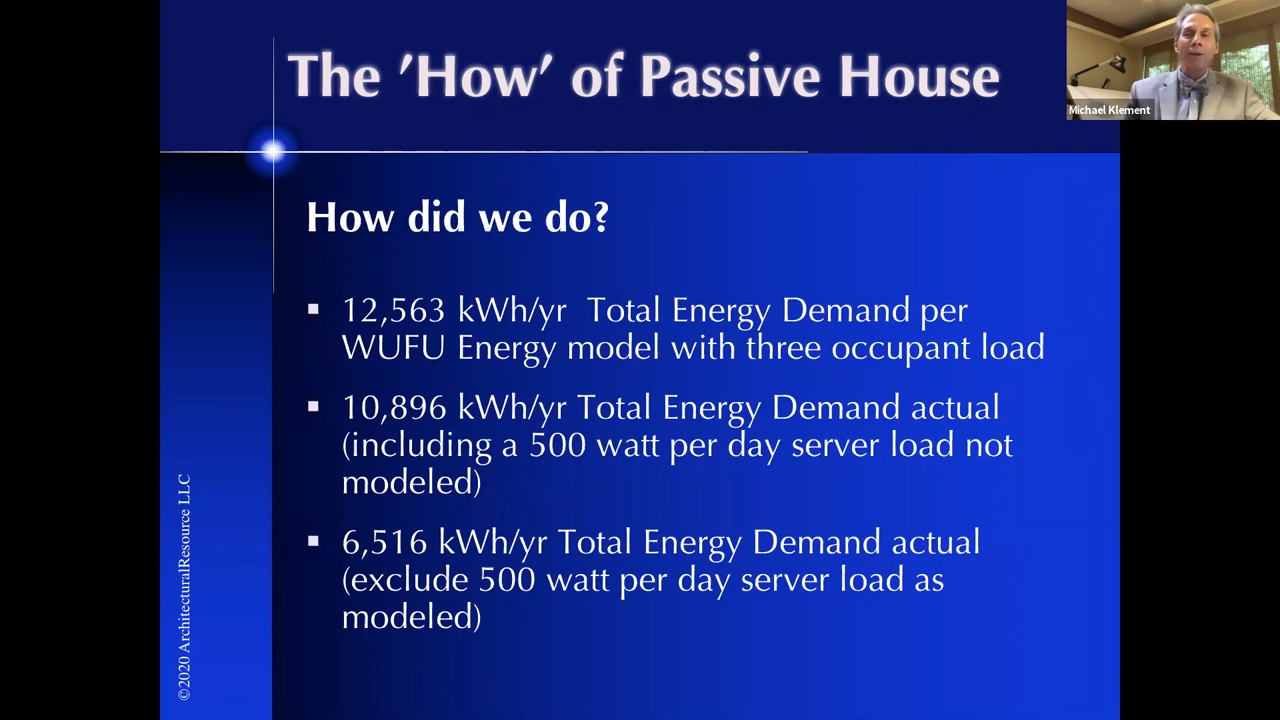 The ’How’ of Passive House
Michael Klement
How did we do?
▪ 12,563 kWh/yr  Total Energy Demand per
WUFU Energy model with three occupant load
▪ 10,896 kWh/yr Total Energy Demand actual
(including a 500 watt per day server load not
modeled)
▪ 6,516 kWh/yr Total Energy Demand actual
(exclude 500 watt per day server load as
modeled)
©2020 ArchitecturalResource LLC